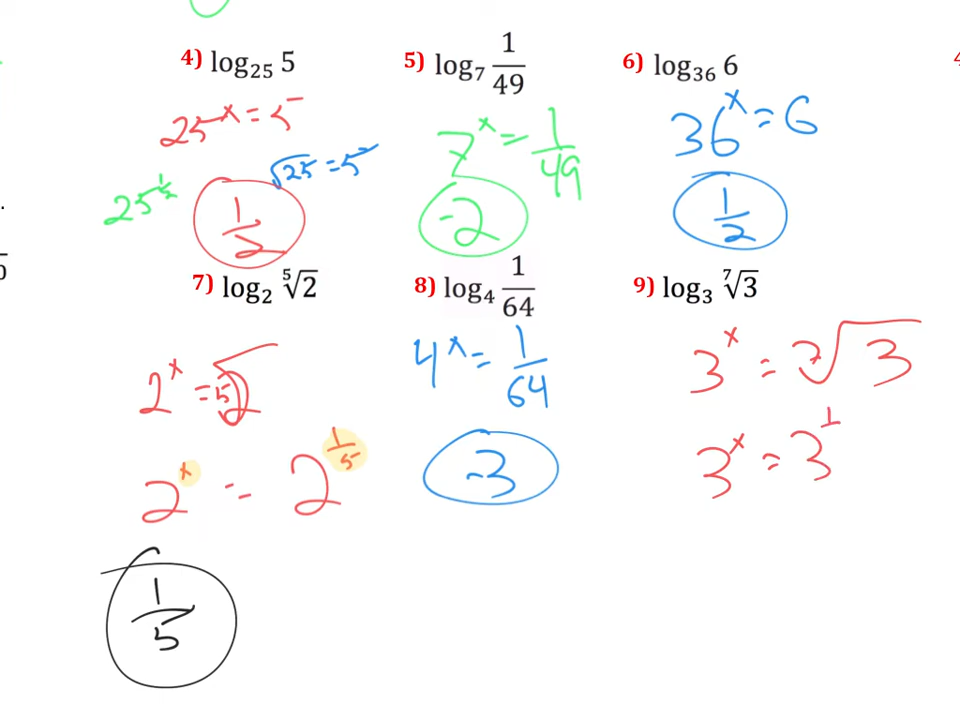 4) log₂₅ 5
5) log₇ 1/49
6) log₃₆ 6
25^x = 5
7^x = 1/49
36^x = 6
√25 = 5
25^1/2
1/2
-2
1/2
7) log₂ ⁵√2
8) log₄ 1/64
9) log₃ ⁷√3
2^x = ⁵√2
4^x = 1/64
3^x = ⁷√3
2^x = 2^1/5
-3
3^x = 3^1
1/5